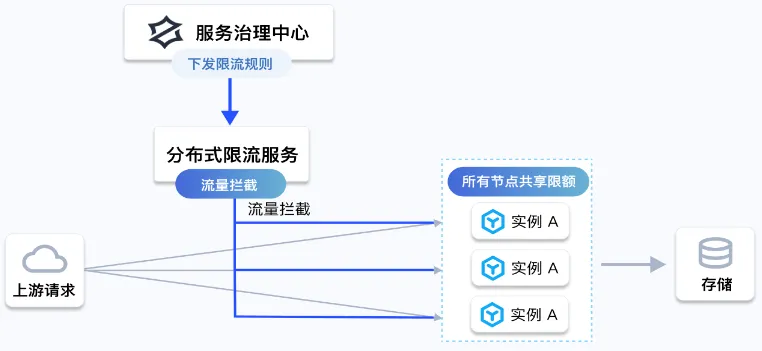 服务治理中心
下发限流规则
分布式限流服务
流量拦截
流量拦截
所有节点共享限额
实例 A
实例 A
实例 A
上游请求
存储